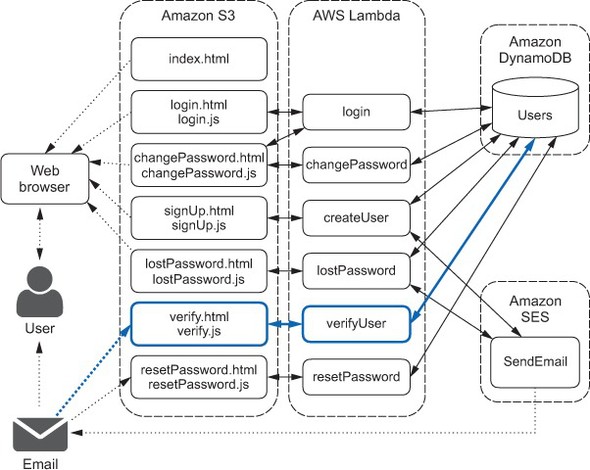 Amazon S3
AWS Lambda
Amazon
DynamoDB
index.html
login.html
login.js
login
Users
Web
browser
changePassword.html
changePassword.js
changePassword
signUp.html
signUp.js
createUser
lostPassword.html
lostPassword.js
lostPassword
User
verify.html
verify.js
verifyUser
Amazon
SES
SendEmail
resetPassword.html
resetPassword.js
resetPassword
Email